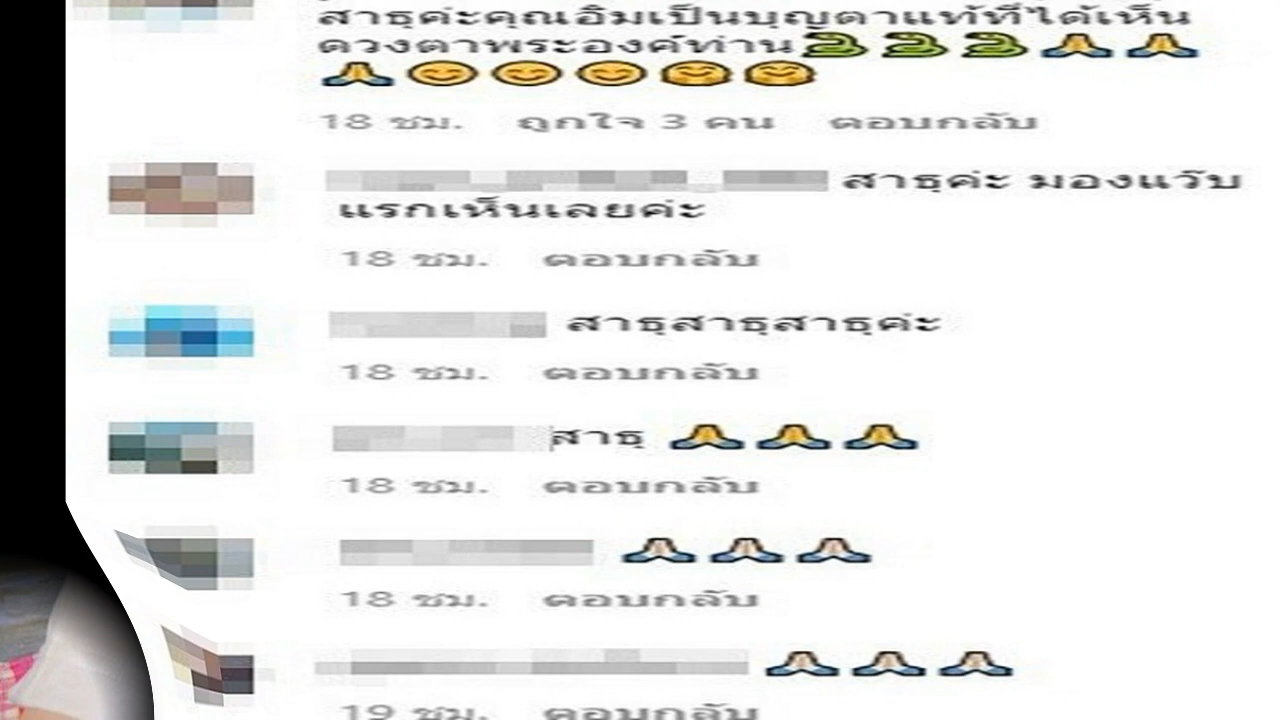 สาธุค่ะคุณอิมเป็นบุญตาแท้ที่ได้เห็น
ดวงตาพระองค์ท่าน🐍🐍🐍🙏🙏
🙏😊😊😊🤗🤗
18 ชม. ถูกใจ 3 คน ตอบกลับ
สาธุค่ะ มองแว๊บ
แรกเห็นเลยค่ะ
18 ชม. ตอบกลับ
สาธุสาธุสาธุค่ะ
18 ชม. ตอบกลับ
สาธุ 🙏🙏🙏
18 ชม. ตอบกลับ
🙏🏻🙏🏻🙏🏻
18 ชม. ตอบกลับ
🙏🏻🙏🏻🙏🏻
19 ชม. ตอบกลับ